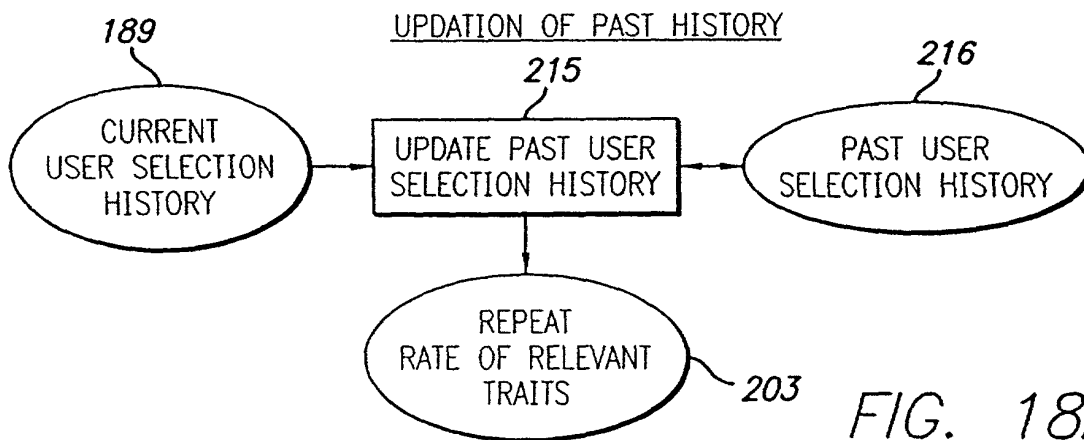 UPDATION OF PAST HISTORY
189
CURRENT
USER SELECTION
HISTORY
215
UPDATE PAST USER
SELECTION HISTORY
216
PAST USER
SELECTION HISTORY
REPEAT
RATE OF RELEVANT
TRAITS
203
FIG. 18